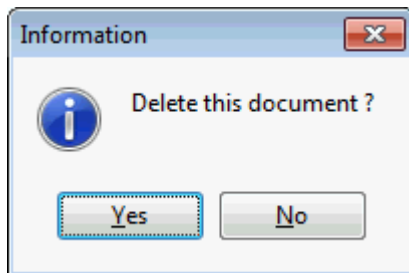 Information
Delete this document ?
Yes
No